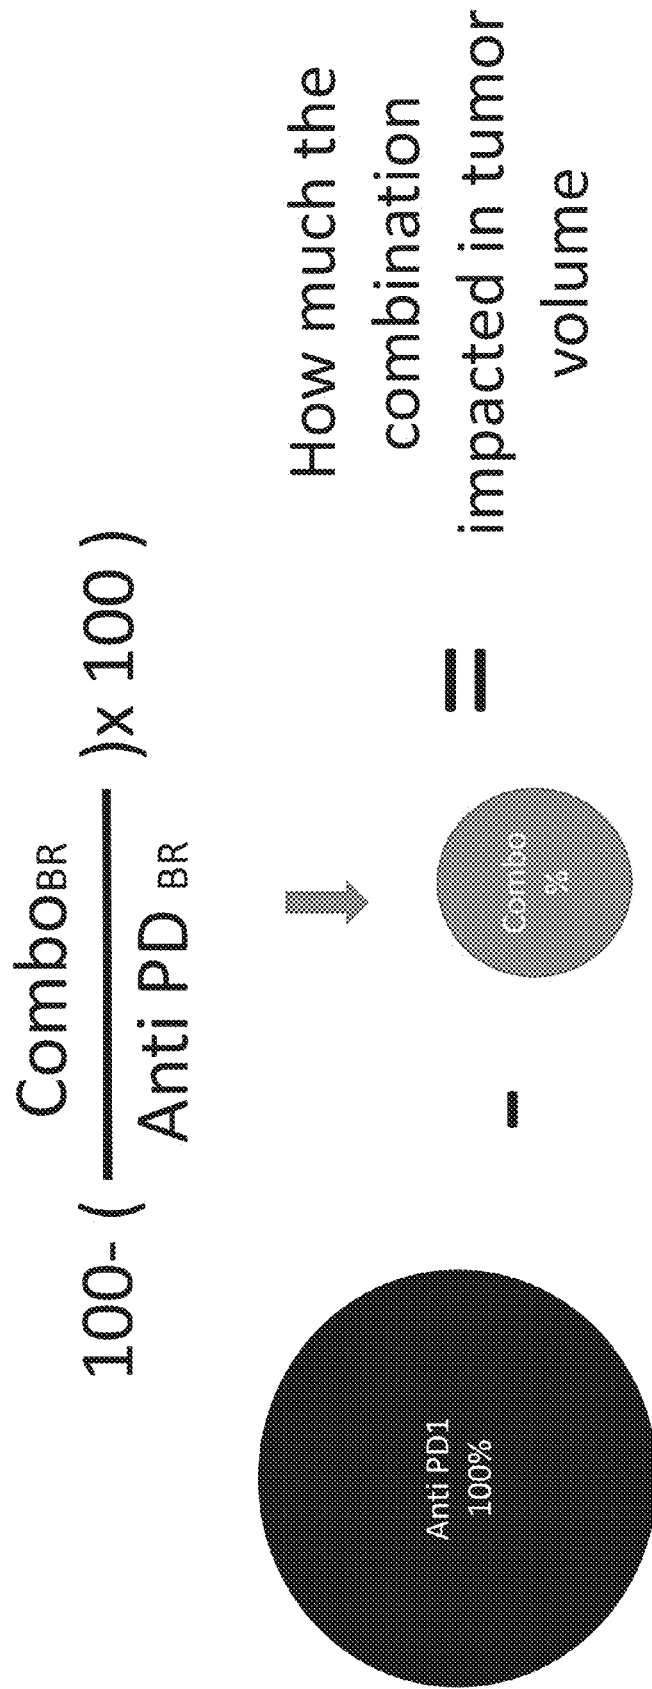 Combo BR
100- ( )x 100 )
Anti PD BR
Anti PD1
100%
-
Combo
%
=
How much the
combination
impacted in tumor
volume